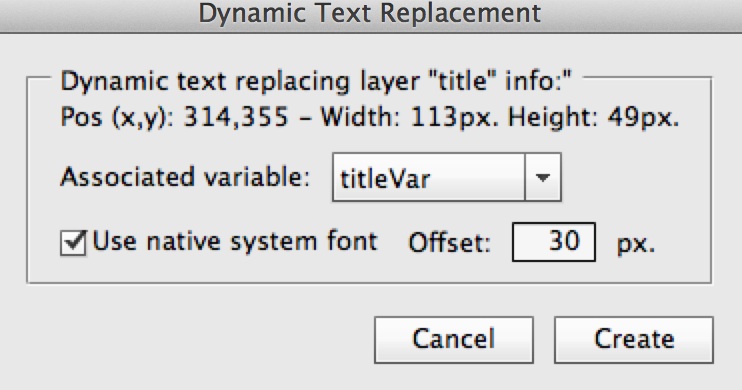 Dynamic Text Replacement
Dynamic text replacing layer "title" info:"
Pos (x,y): 314,355 – Width: 113px. Height: 49px.
Associated variable: titleVar
Use native system font Offset: 30 px.
Cancel Create